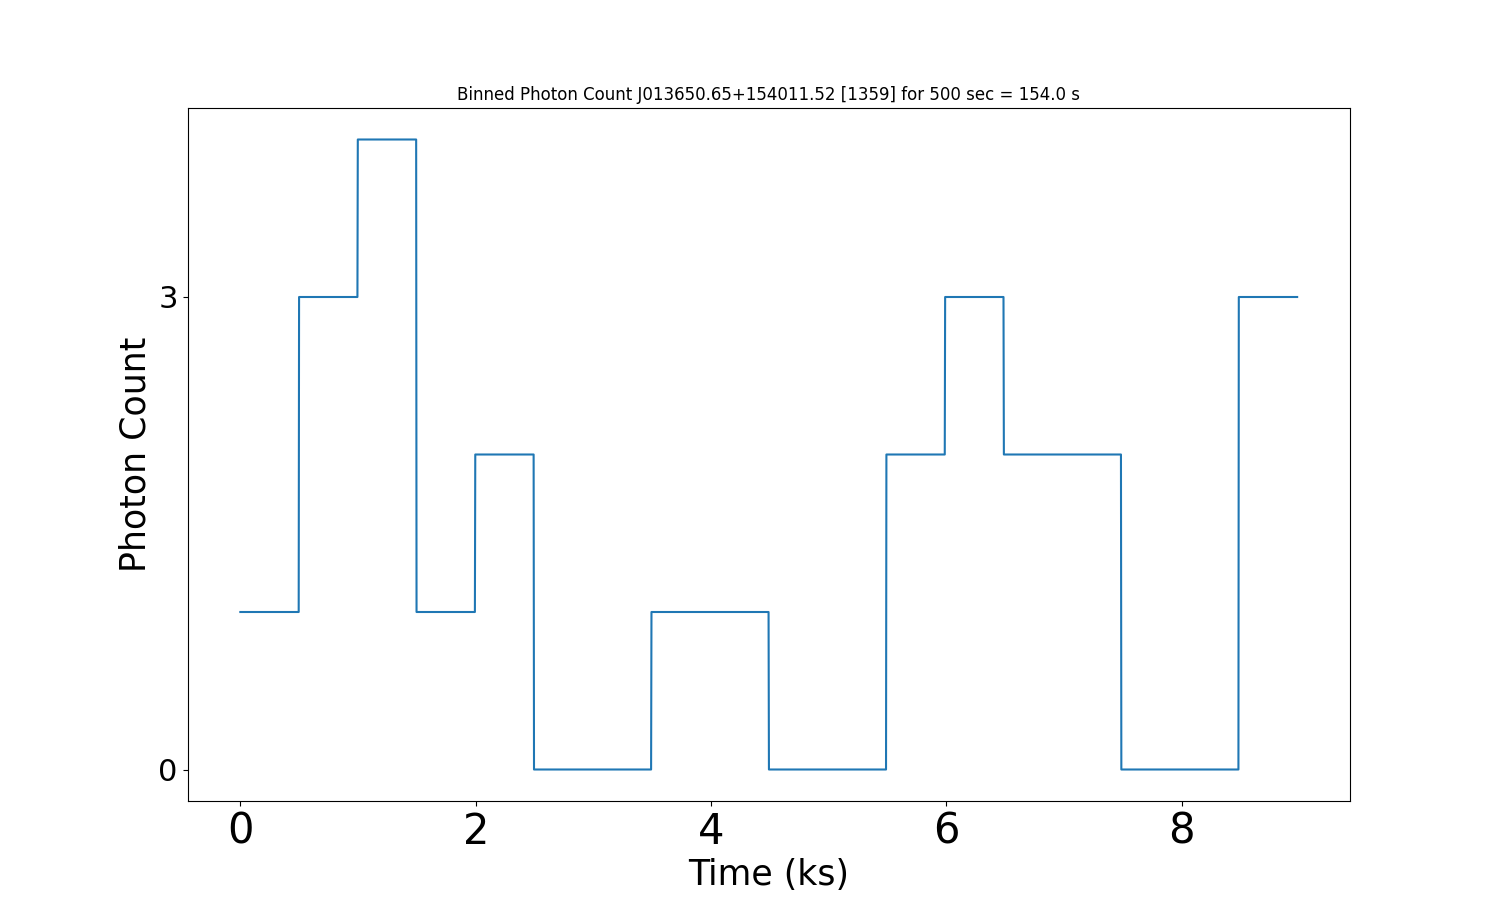 Binned Photon Count J013650.65+154011.52 [1359] for 500 sec = 154.0 s
3
0
Photon Count
0 2 4 6 8
Time (ks)